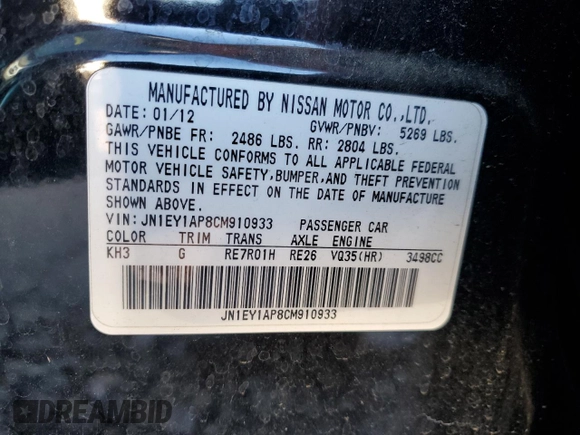 MANUFACTURED BY NISSAN MOTOR CO.,LTD.
DATE: 01/12 GVWR/PNBV: 5269 LBS.
GAWR/PNBE FR: 2486 LBS. RR: 2804 LBS.
THIS VEHICLE CONFORMS TO ALL APPLICABLE FEDERAL
MOTOR VEHICLE SAFETY,BUMPER,AND THEFT PREVENTION
STANDARDS IN EFFECT ON THE DATE OF MANUFACTURE
SHOWN ABOVE.
VIN: JN1EY1AP8CM910933 PASSENGER CAR
COLOR TRIM TRANS AXLE ENGINE
KH3 G RE7R01H RE26 VQ35(HR) 3498CC
JN1EY1AP8CM910933
DREAMBID